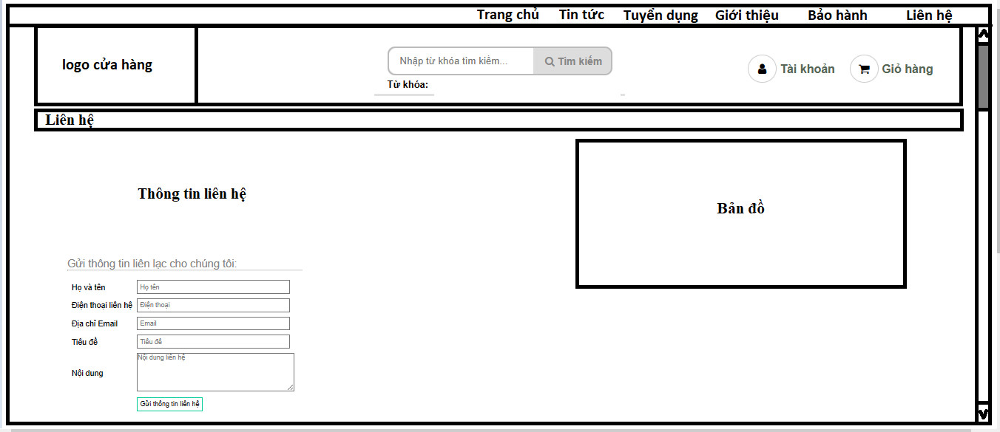 Trang chủ Tin tức Tuyển dụng Giới thiệu Bảo hành Liên hệ
logo cửa hàng
Nhập từ khóa tìm kiếm... Tìm kiếm
Từ khóa:
Tài khoản Giỏ hàng
Liên hệ
Thông tin liên hệ
Bản đồ
Gửi thông tin liên lạc cho chúng tôi:
Họ và tên Họ tên
Điện thoại liên hệ Điện thoại
Địa chỉ Email Email
Tiêu đề Tiêu đề
Nội dung Nội dung liên hệ
Gửi thông tin liên hệ